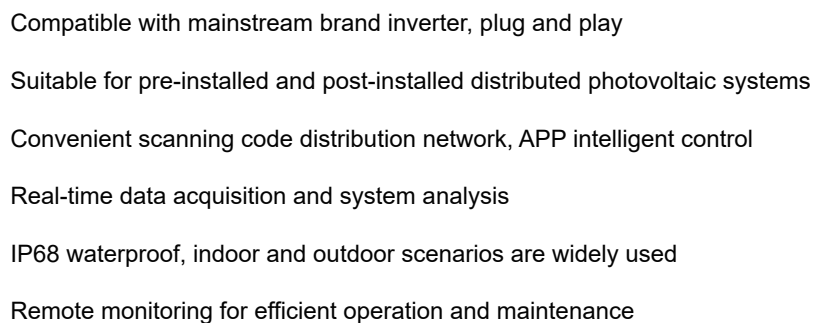 Compatible with mainstream brand inverter, plug and play
Suitable for pre-installed and post-installed distributed photovoltaic systems
Convenient scanning code distribution network, APP intelligent control
Real-time data acquisition and system analysis
IP68 waterproof, indoor and outdoor scenarios are widely used
Remote monitoring for efficient operation and maintenance